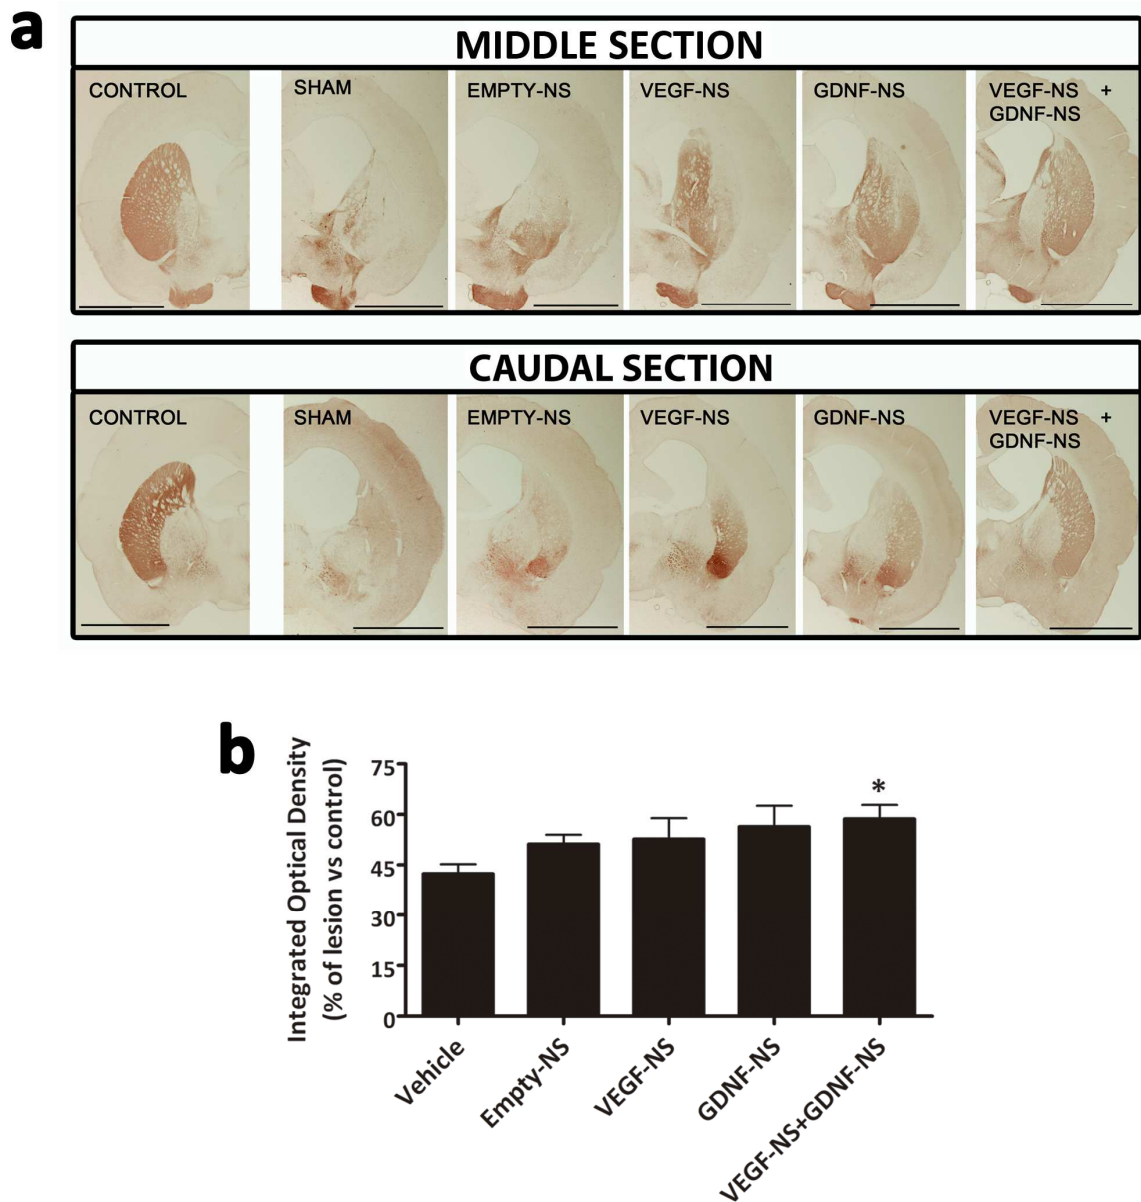 a
MIDDLE SECTION
CONTROL
SHAM
EMPTY-NS
VEGF-NS
GDNF-NS
VEGF-NS +
GDNF-NS
CAUDAL SECTION
CONTROL
SHAM
EMPTY-NS
VEGF-NS
GDNF-NS
VEGF-NS +
GDNF-NS
b
Integrated Optical Density
(% of lesion vs control)
75
60
45
30
15
0
*
Vehicle
Empty-NS
VEGF-NS
GDNF-NS
VEGF-NS+GDNF-NS